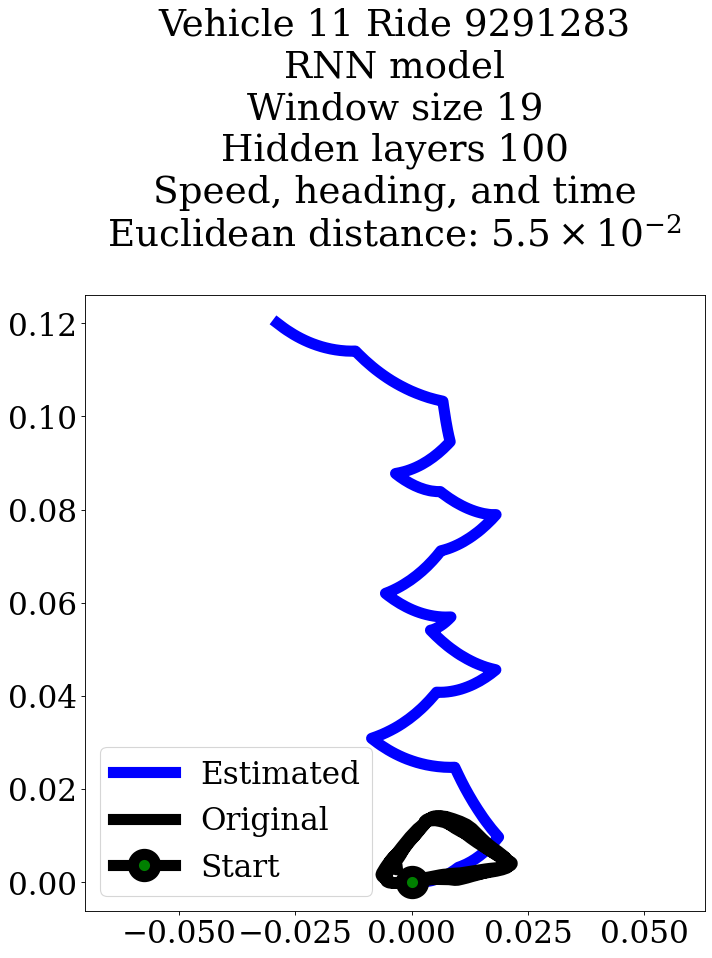 Vehicle 11 Ride 9291283
RNN model
Window size 19
Hidden layers 100
Speed, heading, and time
Euclidean distance: 5.5 × 10⁻²
0.12
0.10
0.08
0.06
0.04
0.02
0.00
Estimated
Original
Start
−0.050 −0.025 0.000 0.025 0.050